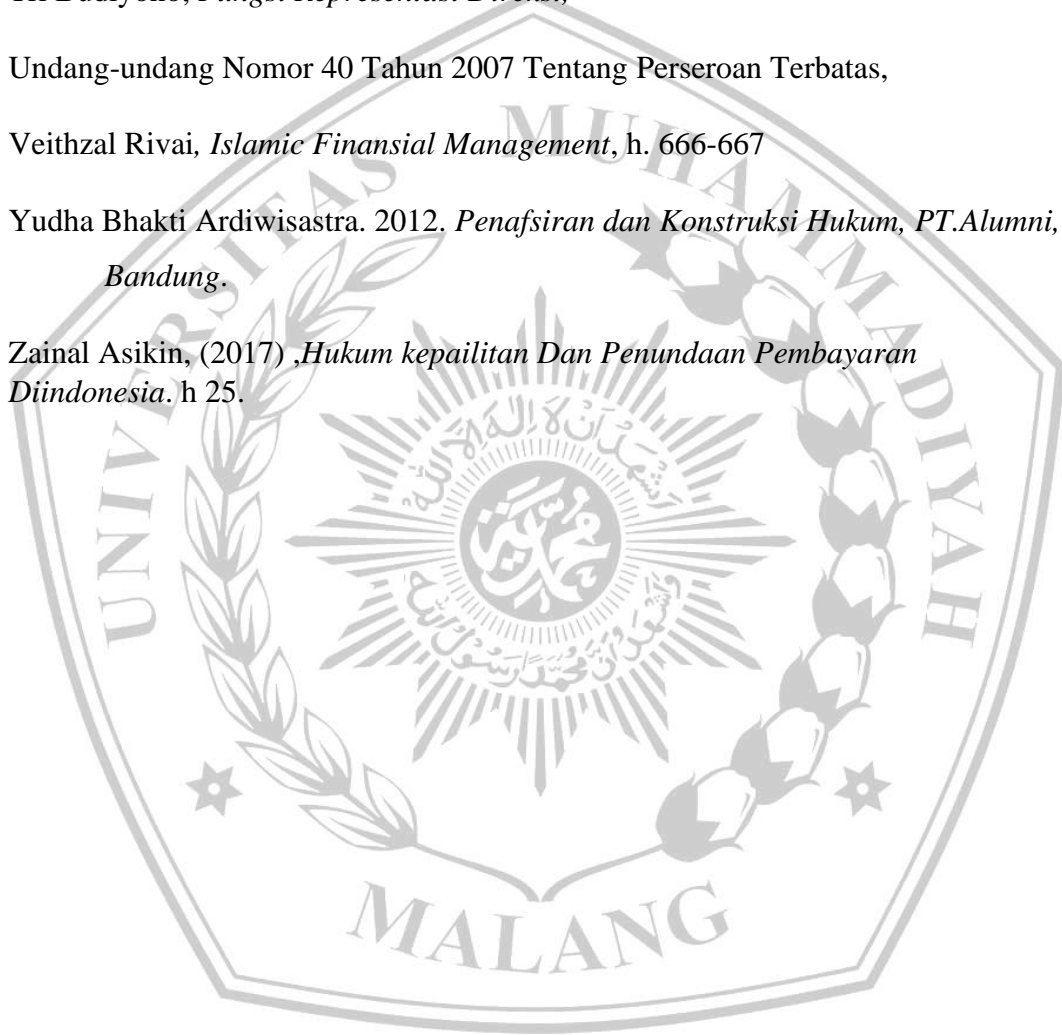 Undang-undang Nomor 40 Tahun 2007 Tentang Perseroan Terbatas,
Veithzal Rivai, Islamic Finansial Management, h. 666-667
Yudha Bhakti Ardiwisastra. 2012. Penafsiran dan Konstruksi Hukum, PT.Alumni,
Bandung.
Zainal Asikin, (2017) ,Hukum kepailitan Dan Penundaan Pembayaran
Diindonesia. h 25.
UNIVERSITAS MUHAMMADIYAH
MALANG